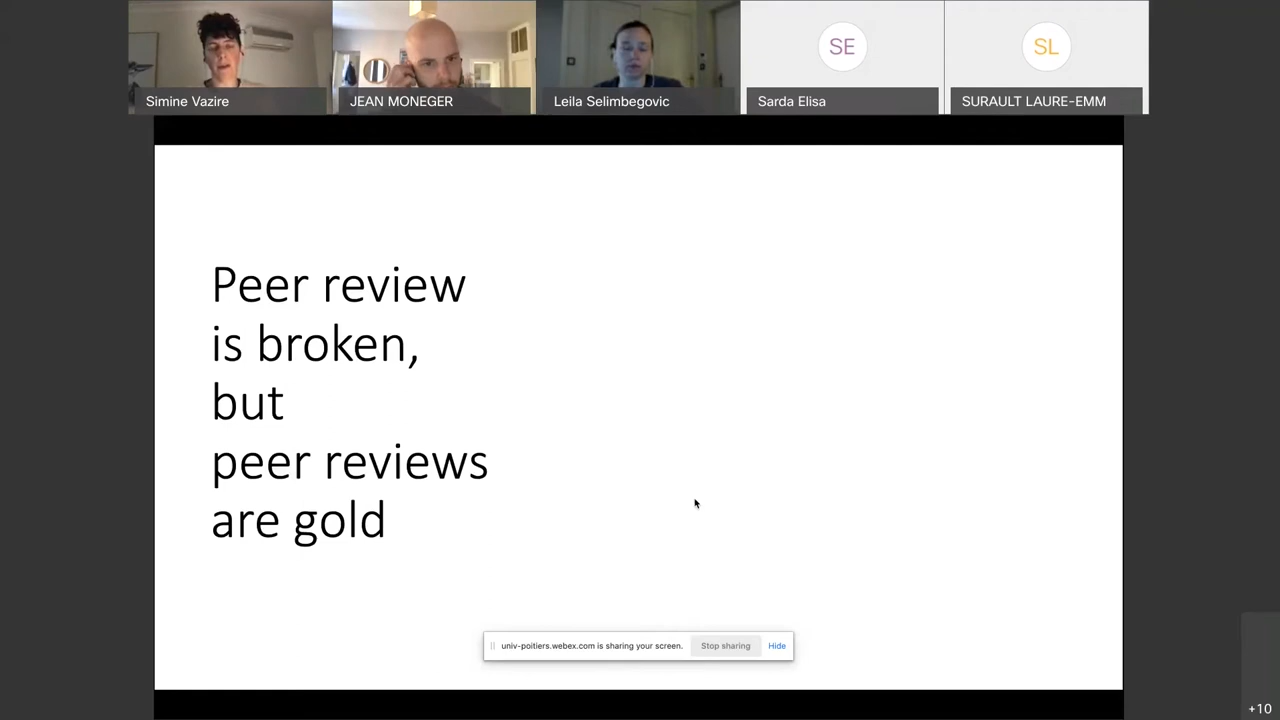 SE
SL
Simine Vazire
JEAN MONEGER
Leila Selimbegovic
Sarda Elisa
SURAULT LAURE-EMM
Peer review
is broken,
but
peer reviews
are gold
univ-poitiers.webex.com is sharing your screen.
Stop sharing
Hide
+10